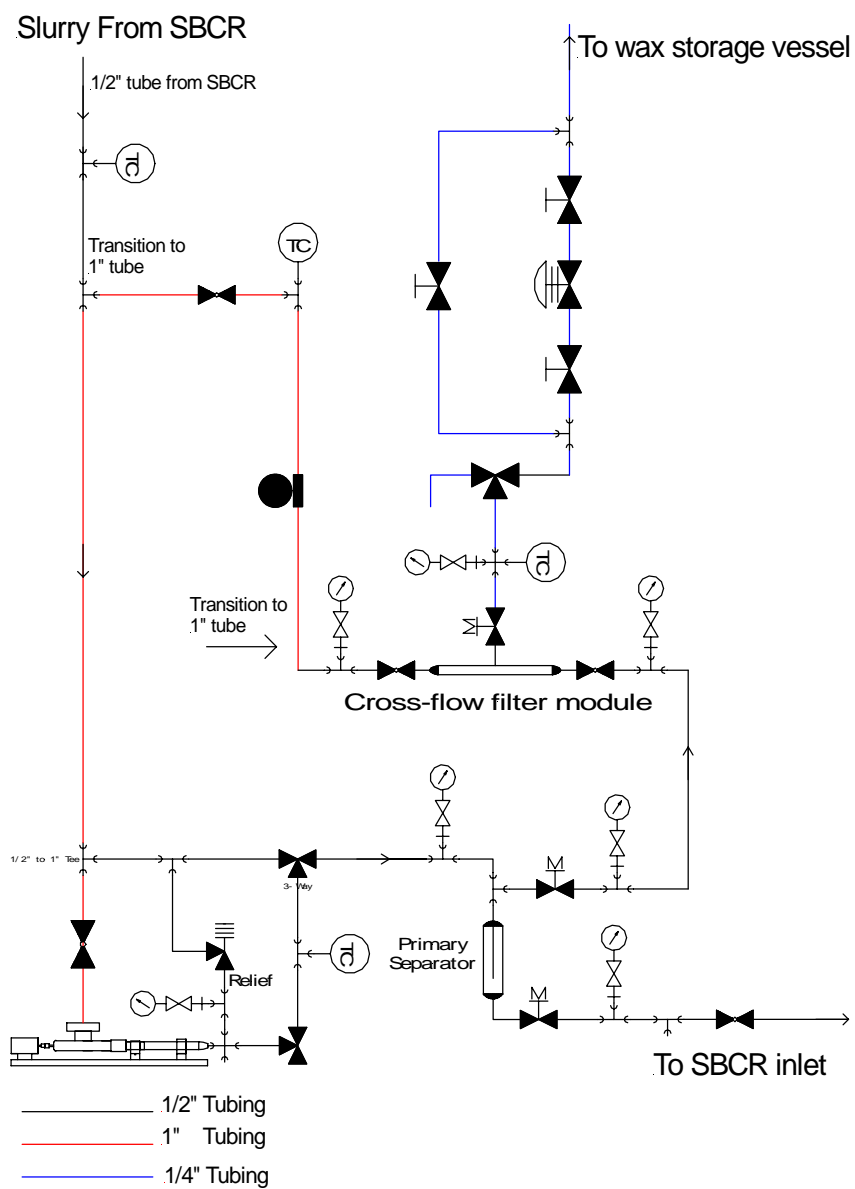 Slurry From SBCR
To wax storage vessel
1/2" tube from SBCR
TC
Transition to
1" tube
TC
TC
Transition to
1" tube
M
Cross-flow filter module
1/2" to 1" Tee
3- Way
M
TC
Primary
Separator
Relief
M
To SBCR inlet
1/2" Tubing
1" Tubing
1/4" Tubing